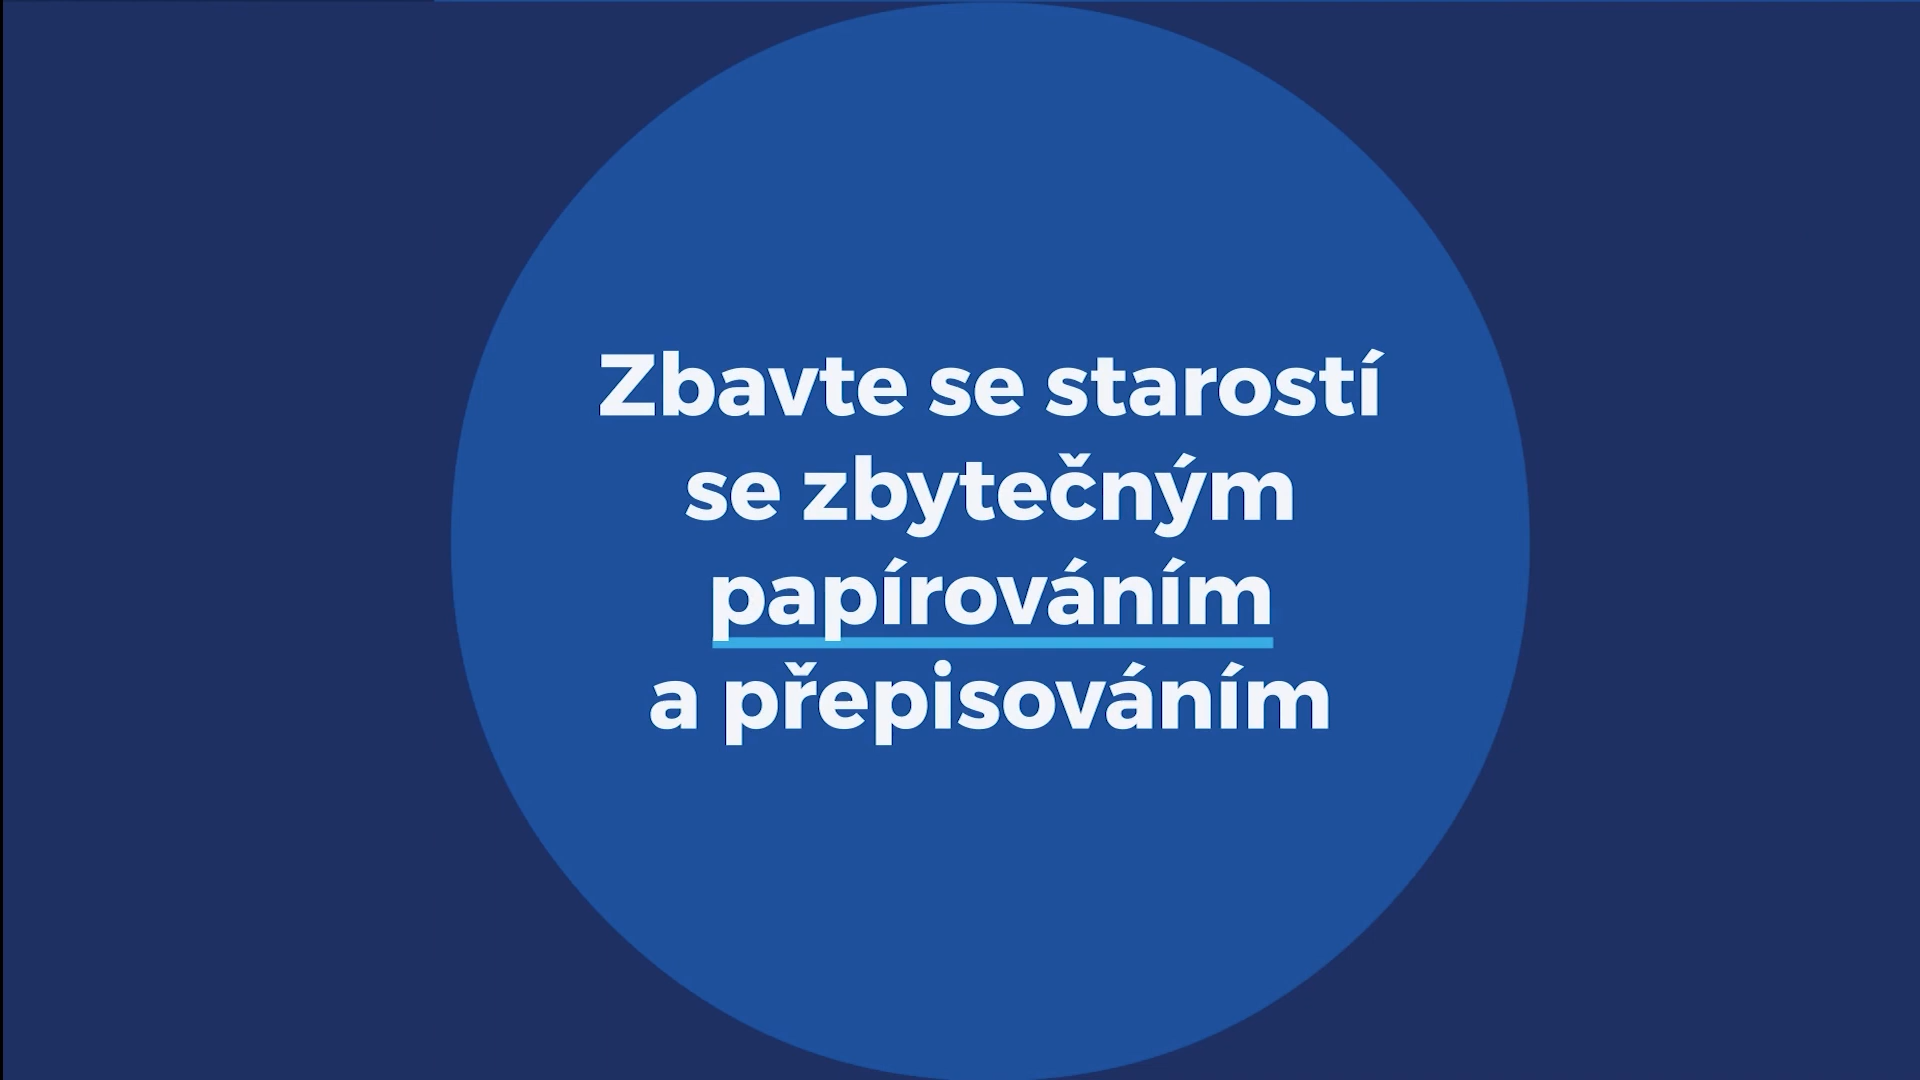 Zbavte se starostí
se zbytečným
papírováním
a přepisováním